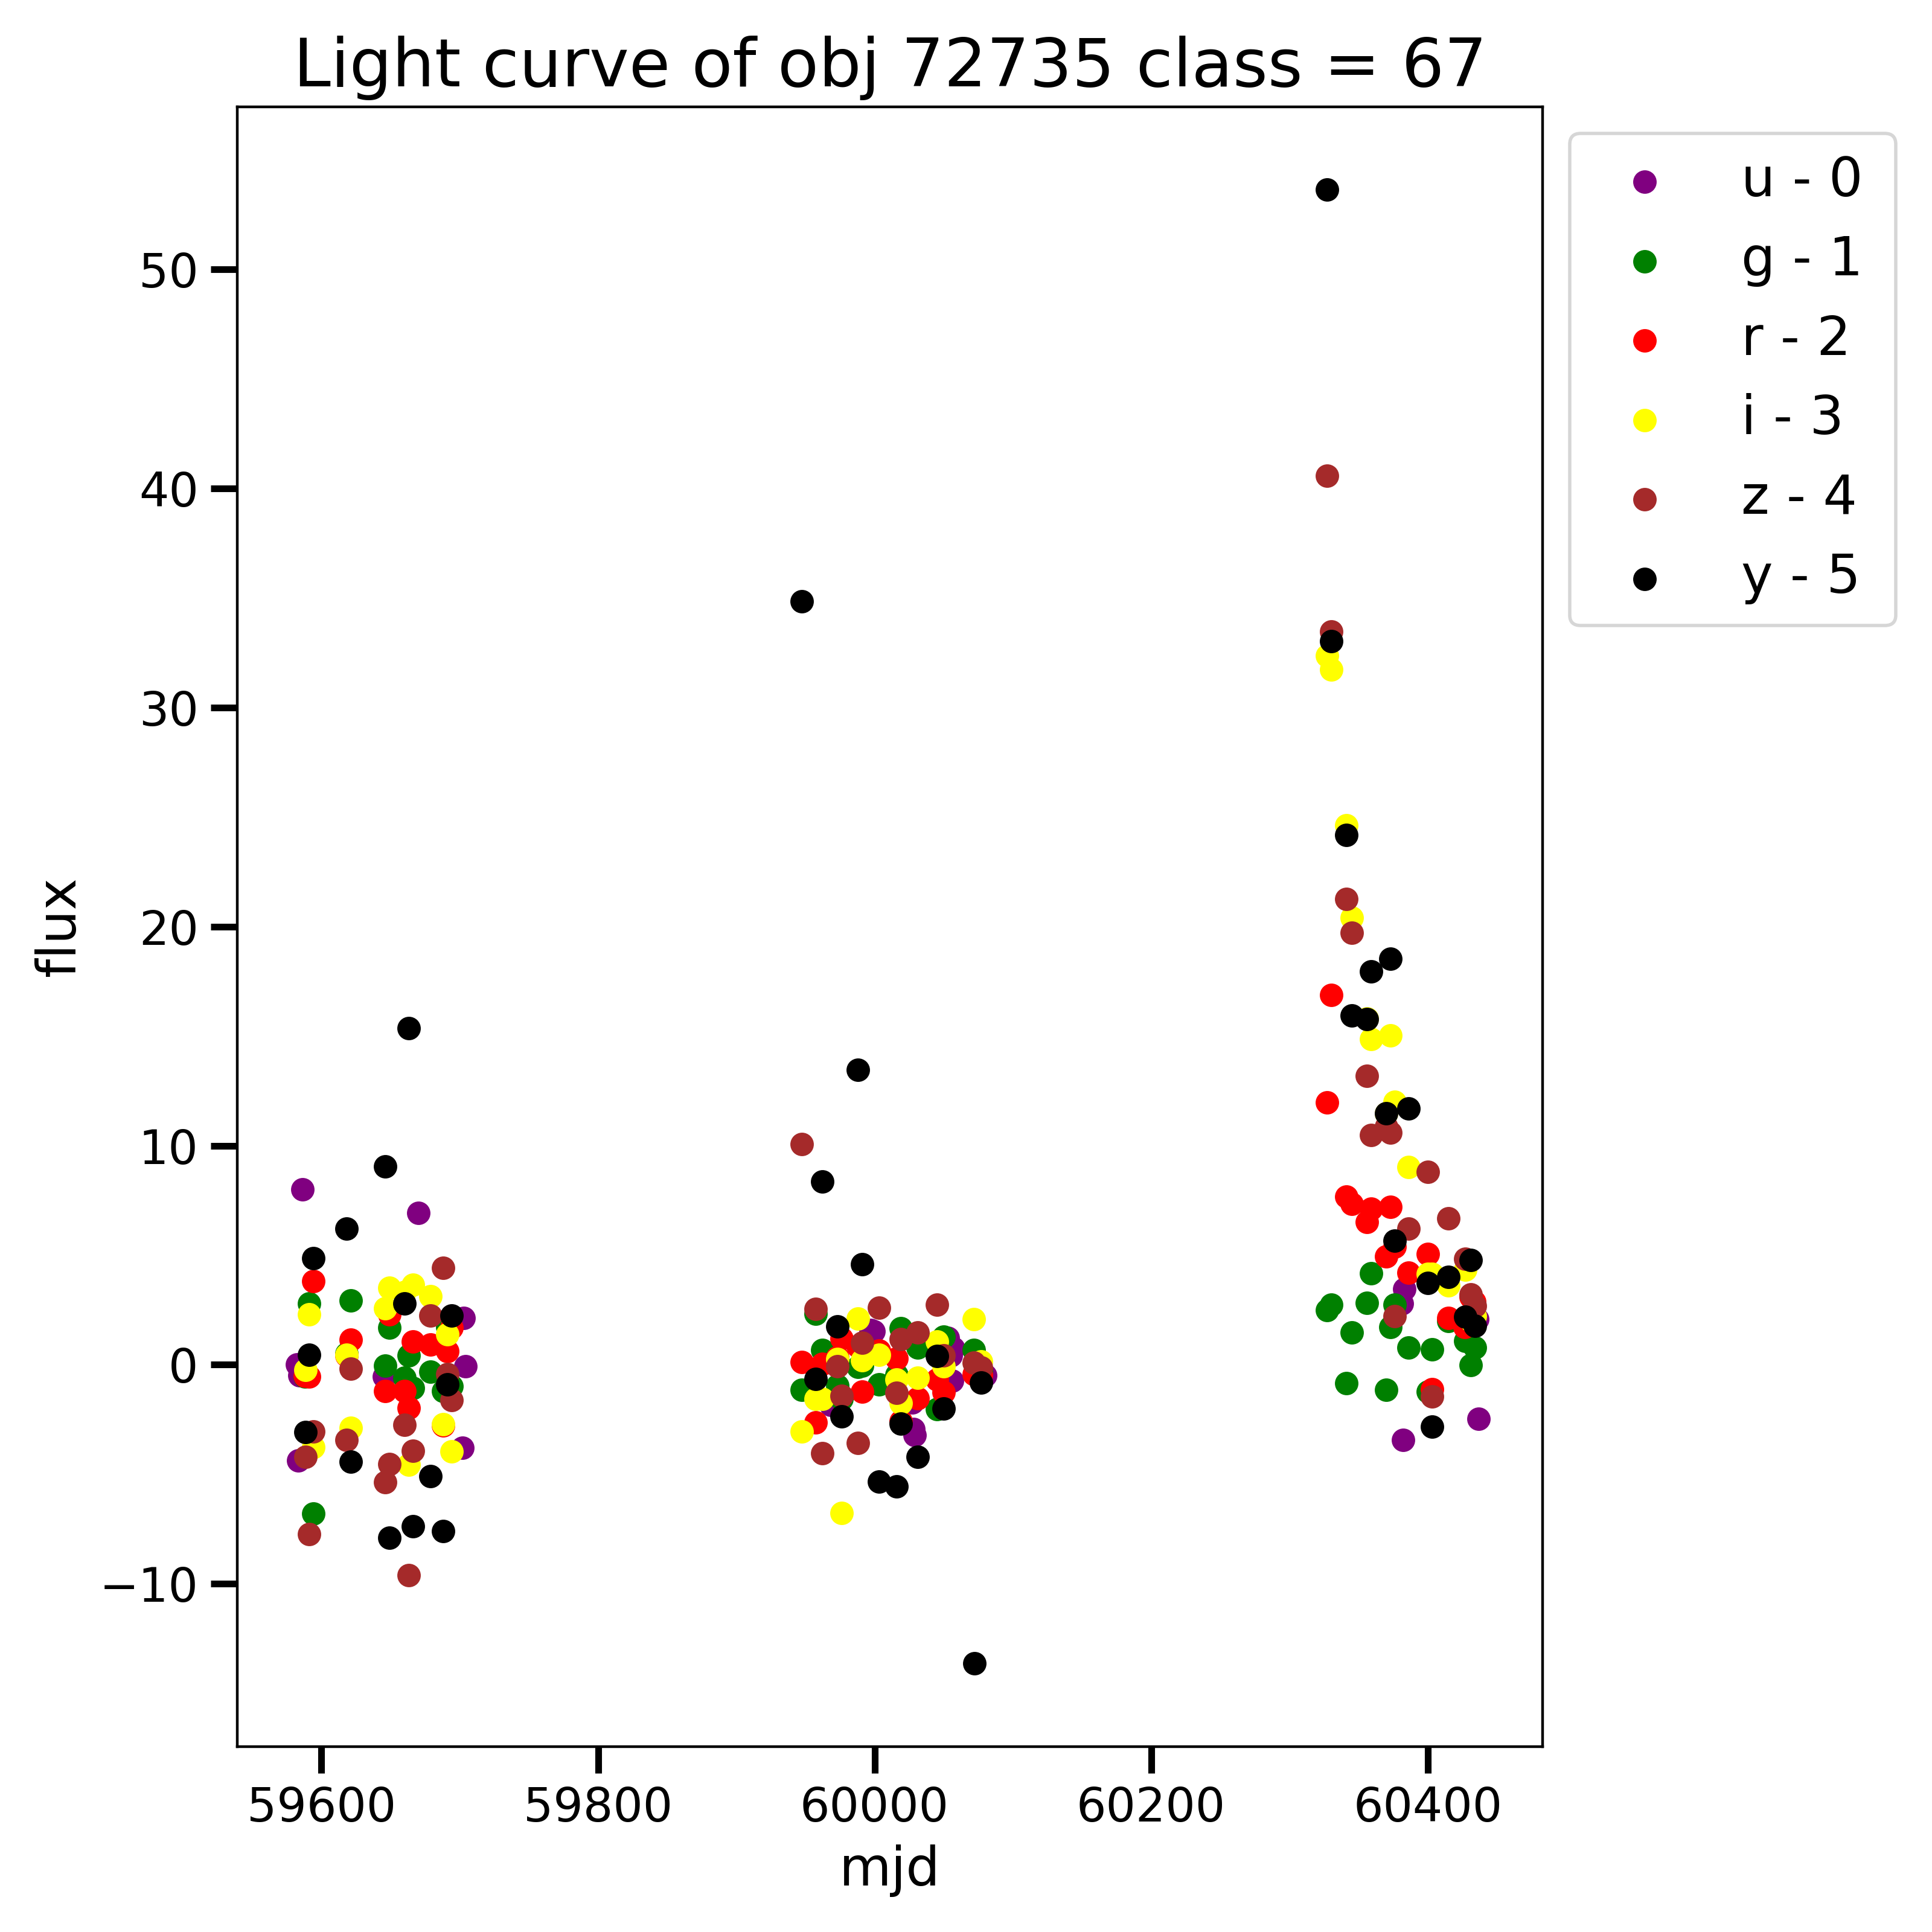 Light curve of obj 72735 class = 67
u - 0
g - 1
r - 2
i - 3
z - 4
y - 5
50
40
30
20
10
0
−10
flux
59600 59800 60000 60200 60400
mjd